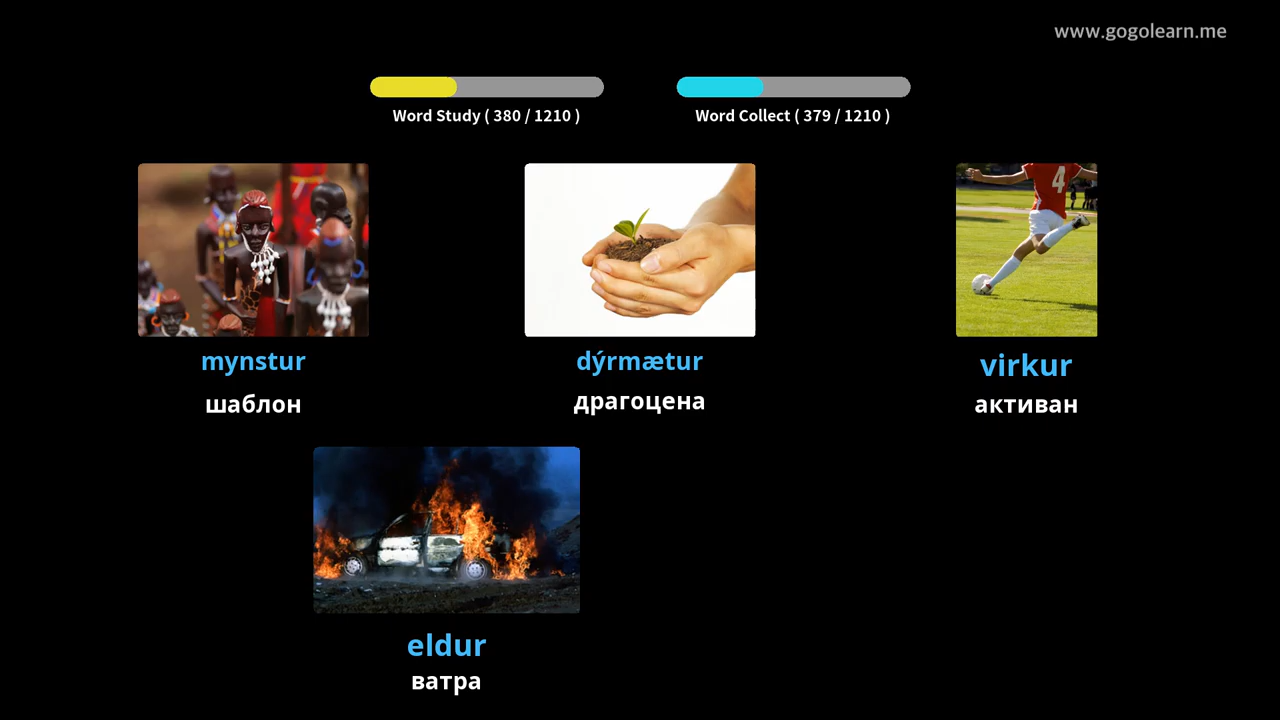 www.gogolearn.me
Word Study ( 380 / 1210 )
Word Collect ( 379 / 1210 )
4
mynstur
шаблон
dýrmætur
драгоцена
virkur
активан
eldur
ватра